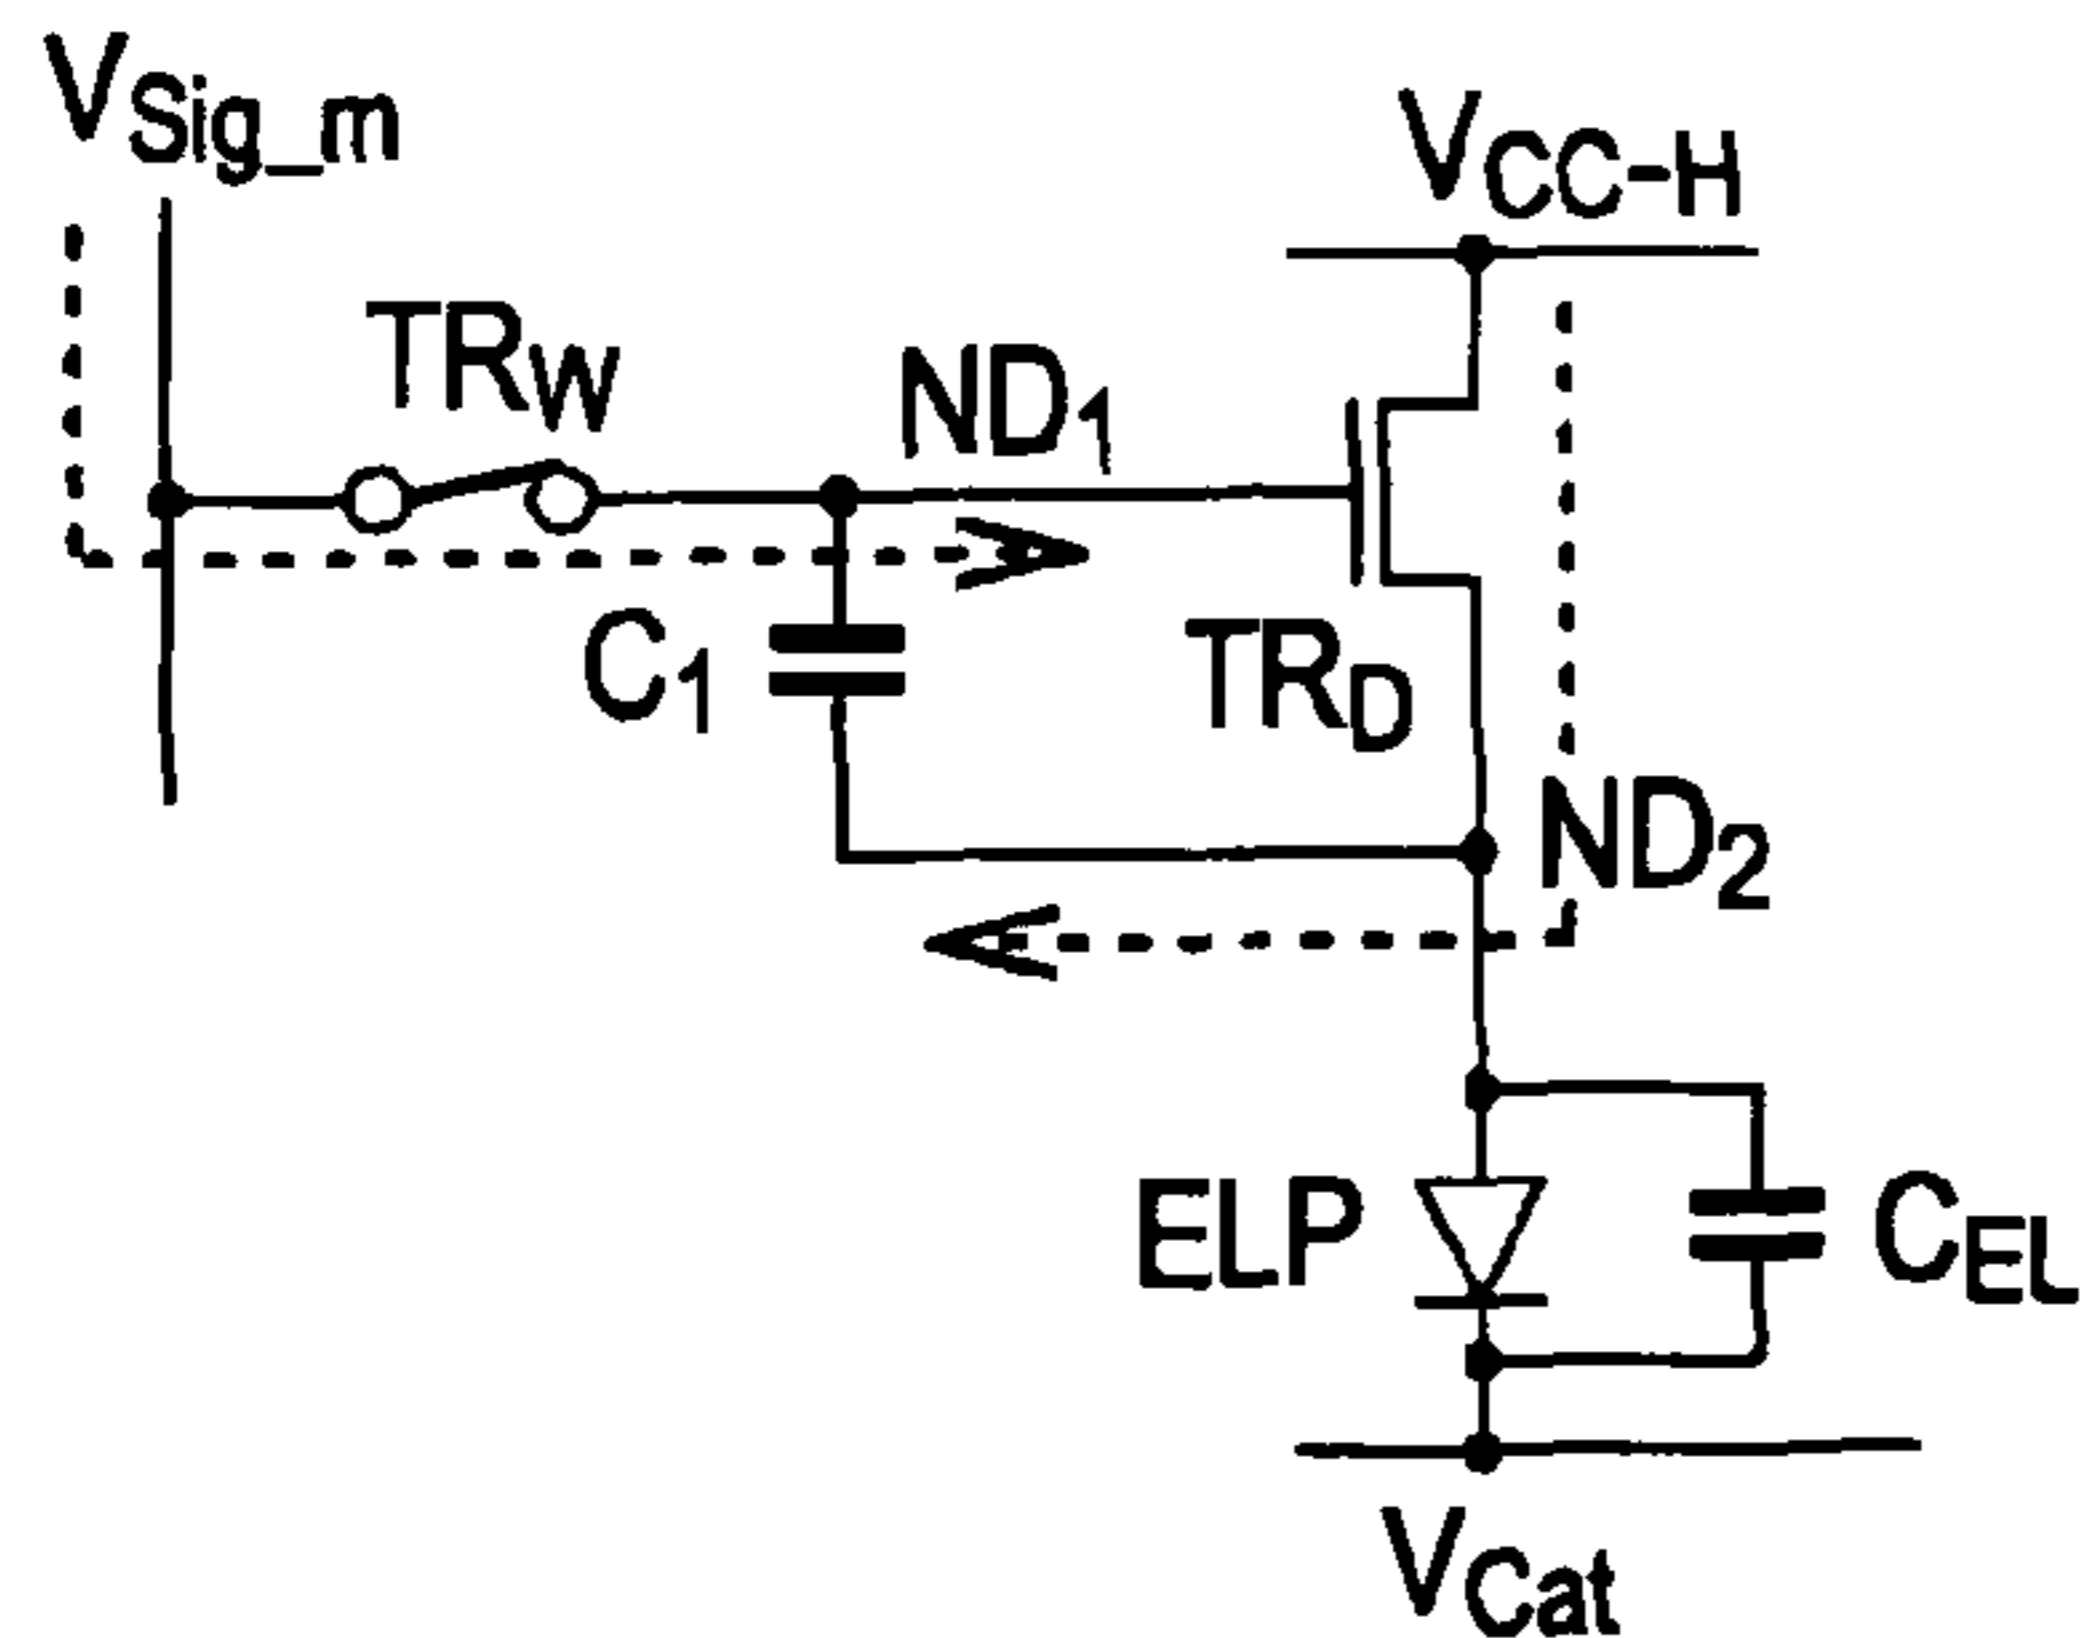 VSig_m
VCC-H
TRW
ND1
C1
TRD
ND2
ELP
CEL
VCat